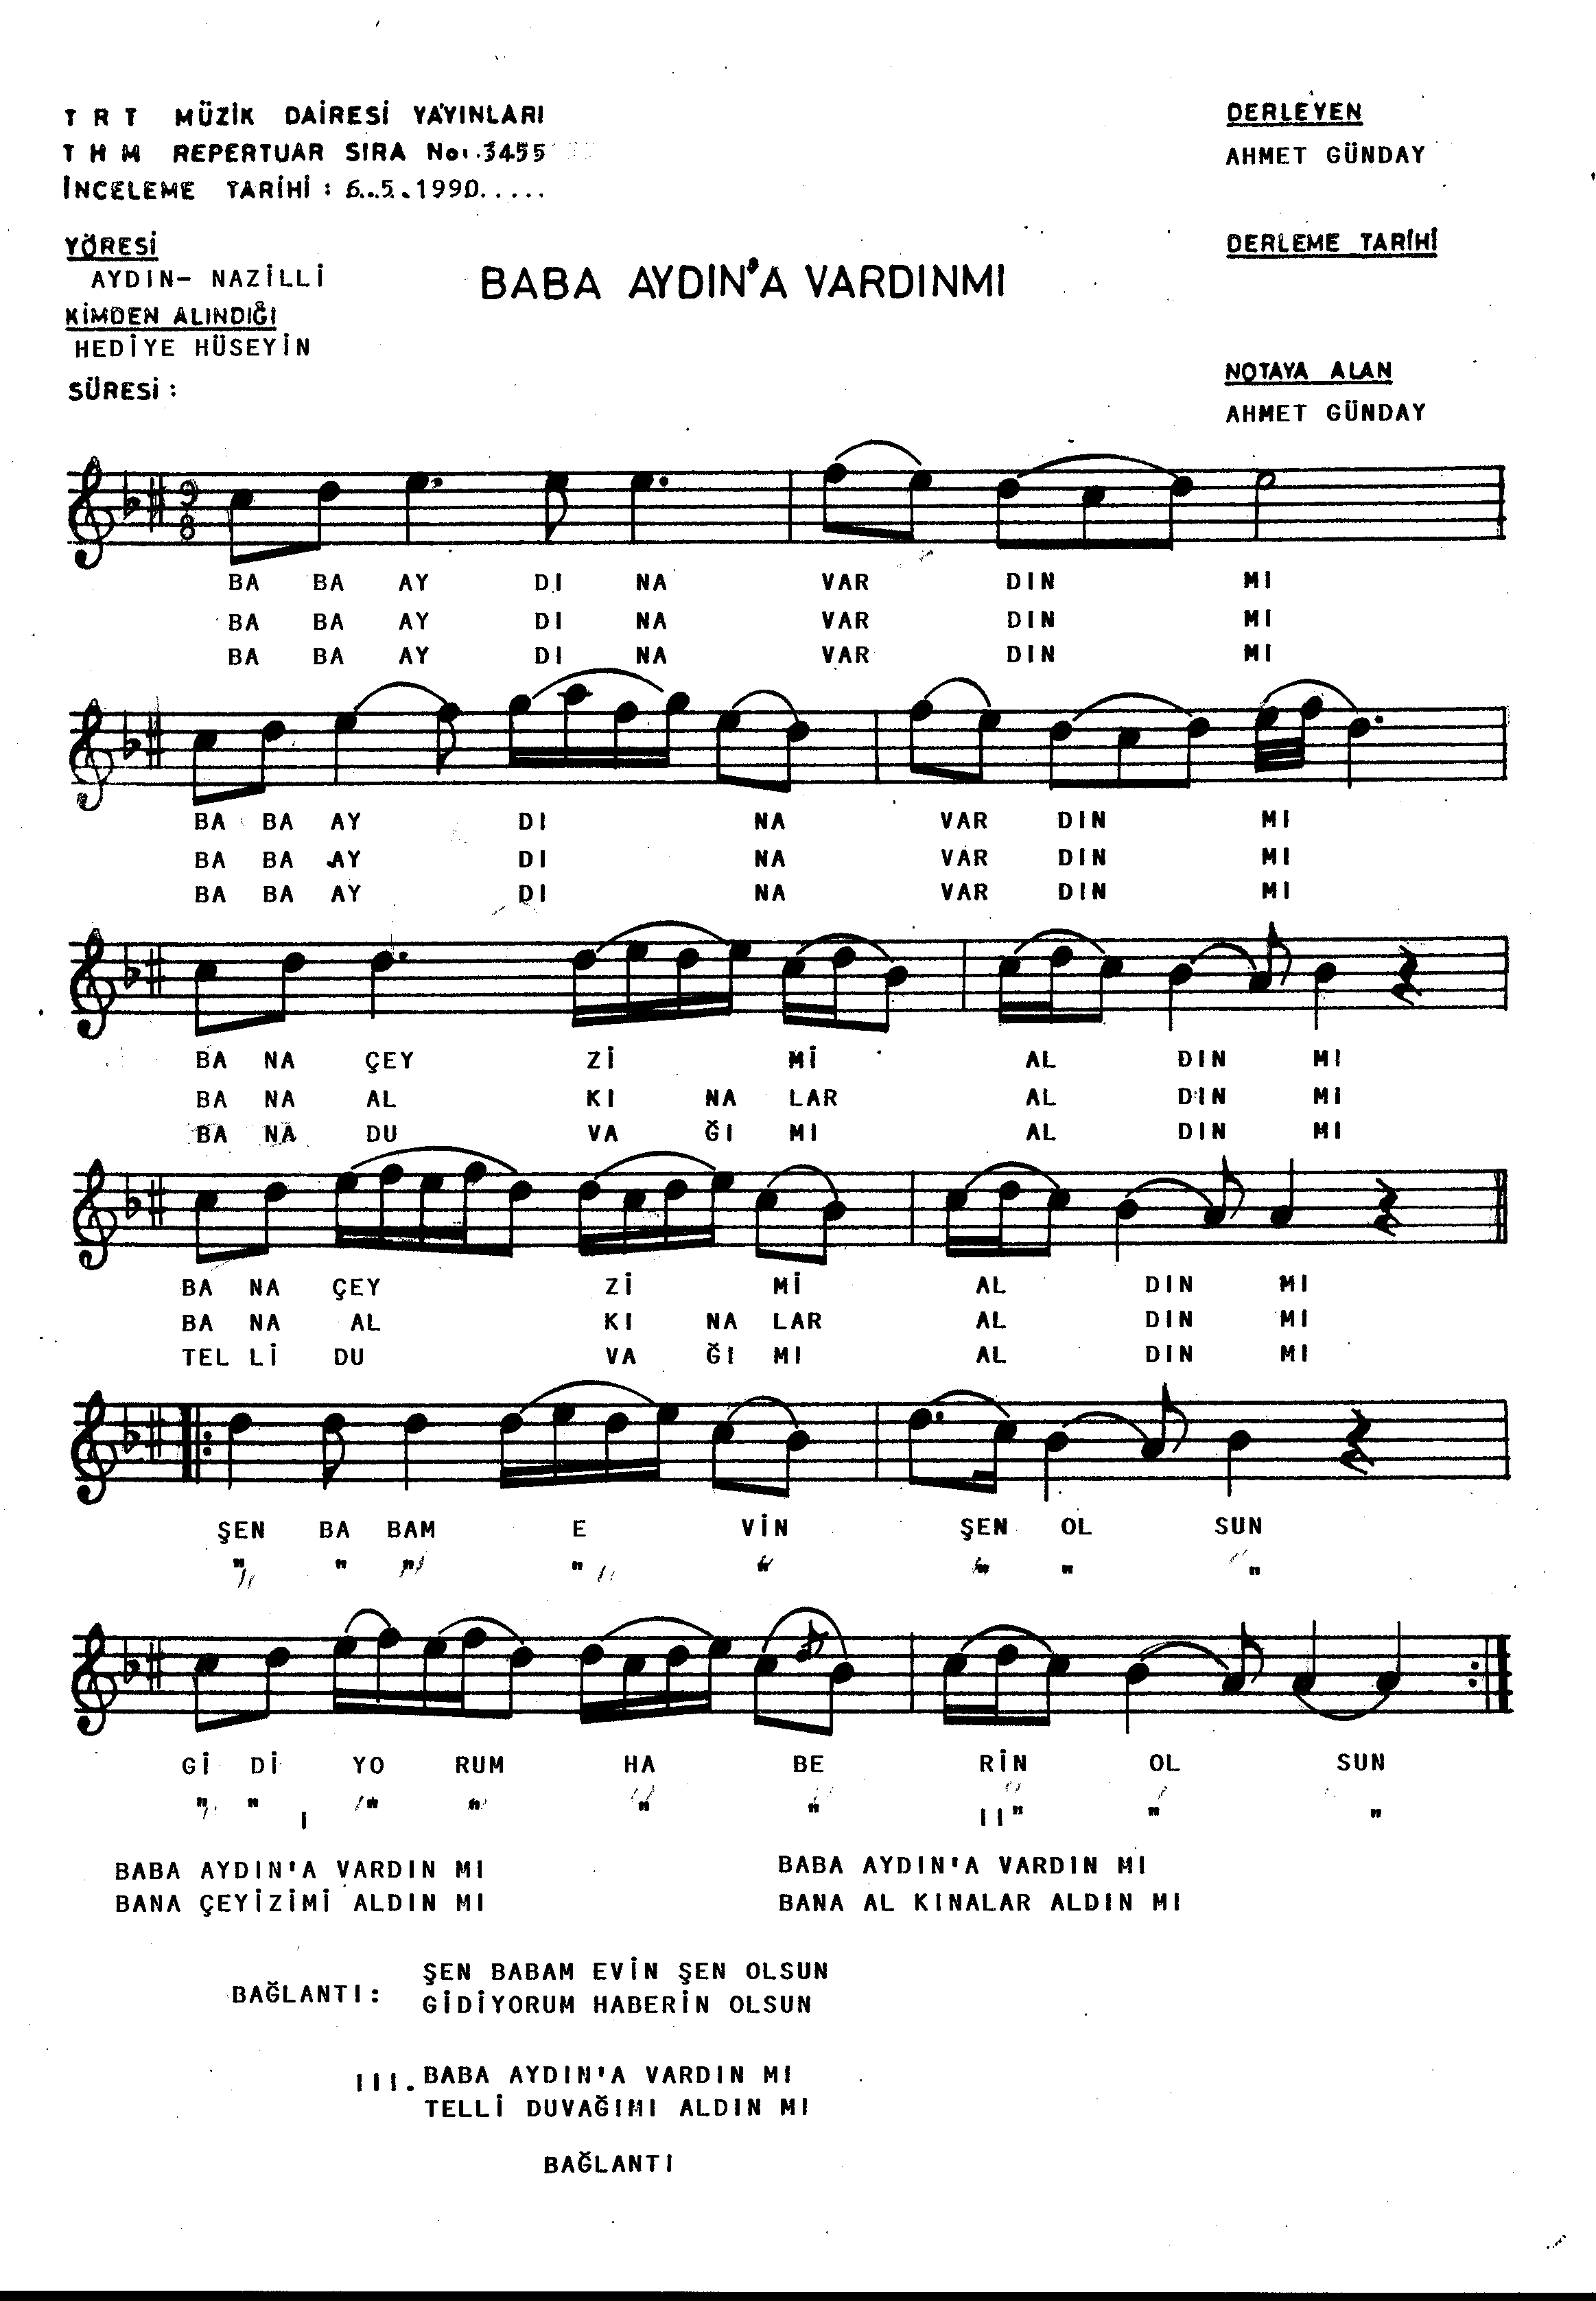 T R T MÜZİK DAİRESİ YAYINLARI
T H M REPERTUAR SIRA No: 3455
İNCELEME TARİHİ : 6.5.1990
DERLEYEN
AHMET GÜNDAY
YÖRESİ
AYDIN- NAZİLLİ
KİMDEN ALINDIĞI
HEDİYE HÜSEYİN
SÜRESİ :
BABA AYDIN'A VARDINMI
DERLEME TARİHİ
NOTAYA ALAN
AHMET GÜNDAY
9
8
BA BA AY DI NA VAR DIN MI
BA BA AY DI NA VAR DIN MI
BA BA AY DI NA VAR DIN MI
BA BA AY DI NA VAR DIN MI
BA BA AY DI NA VAR DIN MI
BA BA AY DI NA VAR DIN MI
BA NA ÇEY Zİ Mİ AL DIN MI
BA NA AL KI NA LAR AL DIN MI
BA NA DU VA ĞI MI AL DIN MI
BA NA ÇEY Zİ Mİ AL DIN MI
BA NA AL KI NA LAR AL DIN MI
TEL Lİ DU VA ĞI MI AL DIN MI
ŞEN BA BAM E VİN ŞEN OL SUN
" " " " " " " "
Gİ Dİ YO RUM HA BE RİN OL SUN
" " " " " " " " "
I
BABA AYDIN'A VARDIN MI
BANA ÇEYİZİMİ ALDIN MI
II
BABA AYDIN'A VARDIN MI
BANA AL KINALAR ALDIN MI
BAĞLANTI:
ŞEN BABAM EVİN ŞEN OLSUN
GİDİYORUM HABERİN OLSUN
III. BABA AYDIN'A VARDIN MI
TELLİ DUVAĞIMI ALDIN MI
BAĞLANTI